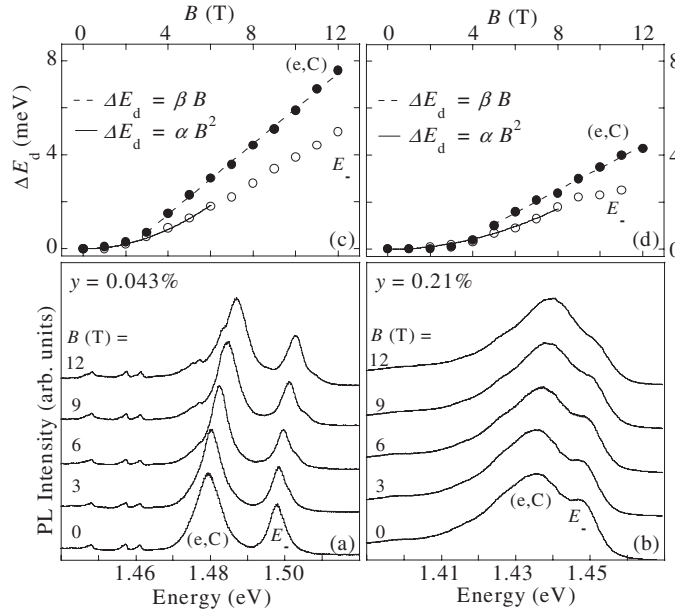 B (T)
B (T)
0 4 8 12
0 4 8 12
8
4
0
ΔE_d (meV)
(e,C)
ΔE_d = β B
ΔE_d = α B²
E_-
(c)
(e,C)
ΔE_d = β B
ΔE_d = α B²
E_-
(d)
8
4
0
PL Intensity (arb. units)
y = 0.043%
B (T) =
12
9
6
3
0
(e,C)
E_-
(a)
y = 0.21%
B (T) =
12
9
6
3
0
(e,C)
E_-
(b)
1.46 1.48 1.50
1.41 1.43 1.45
Energy (eV)
Energy (eV)